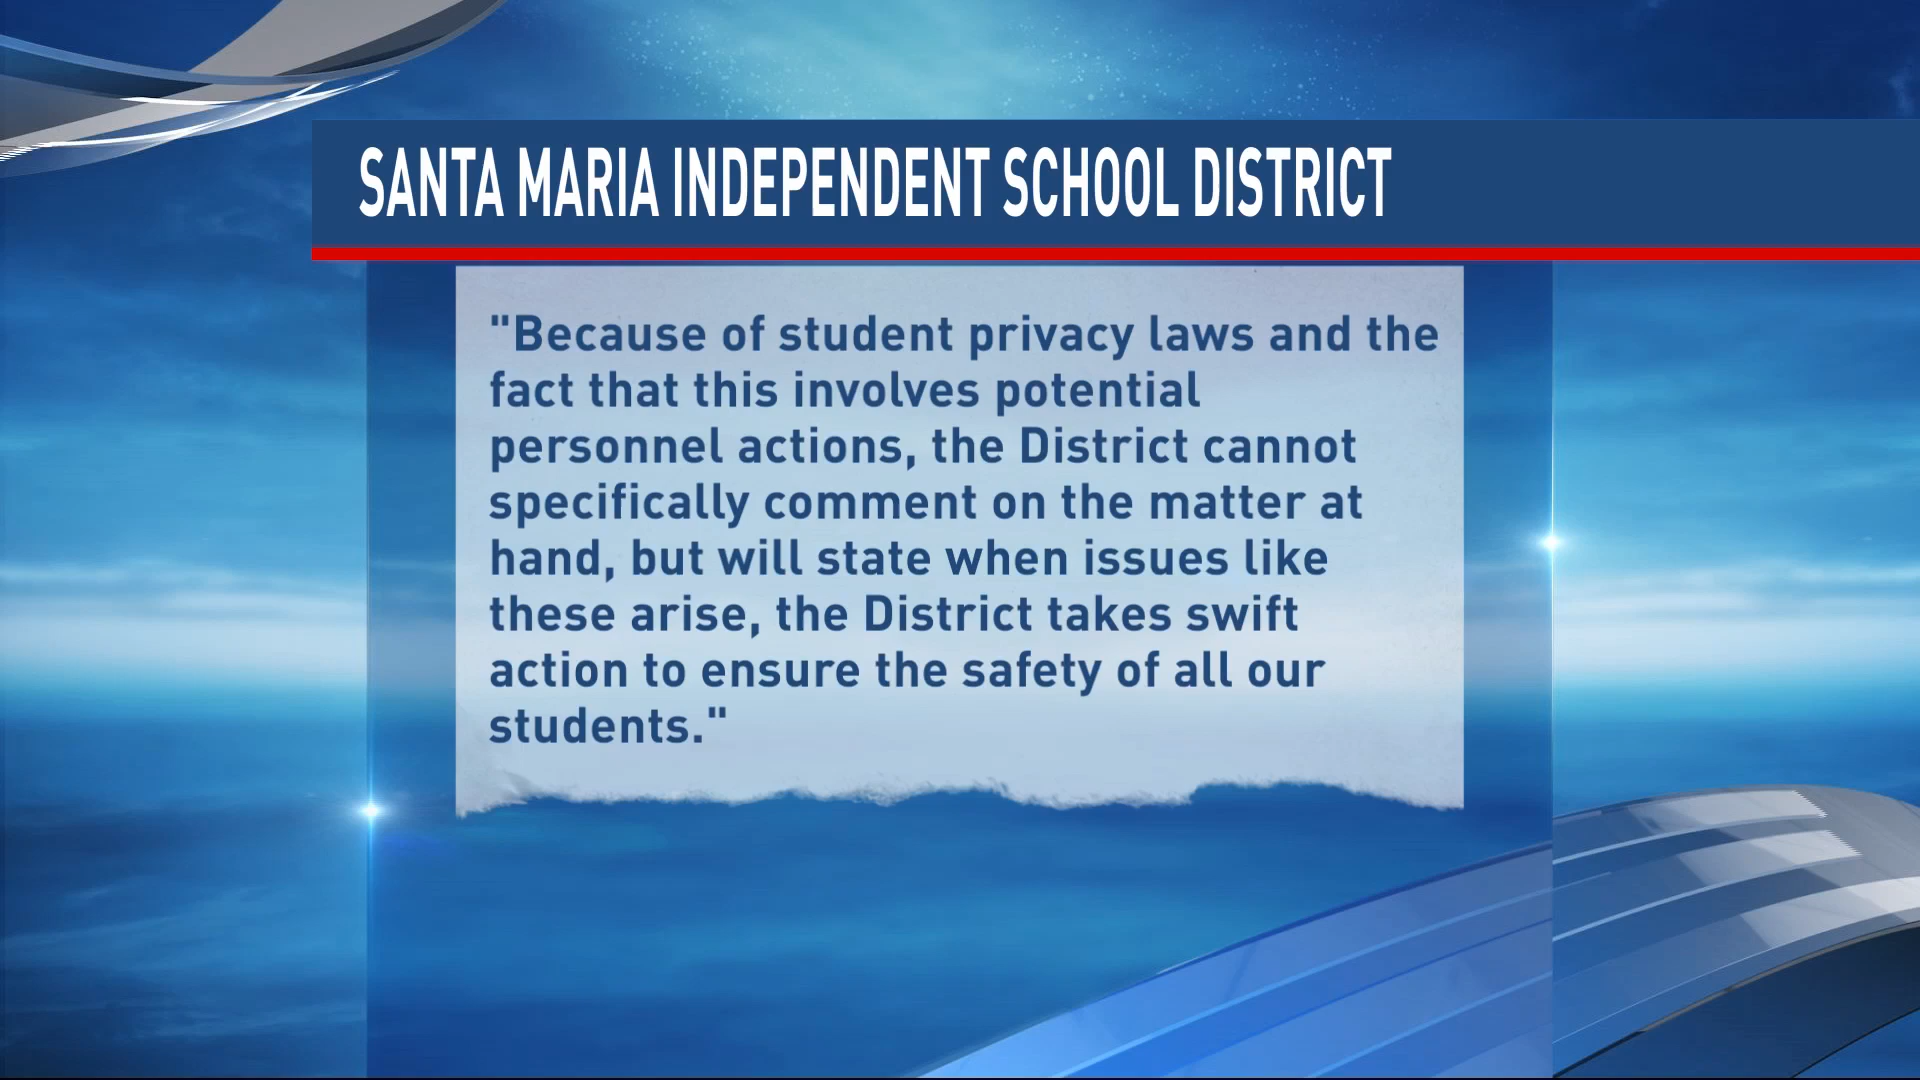 SANTA MARIA INDEPENDENT SCHOOL DISTRICT
"Because of student privacy laws and the
fact that this involves potential
personnel actions, the District cannot
specifically comment on the matter at
hand, but will state when issues like
these arise, the District takes swift
action to ensure the safety of all our
students."